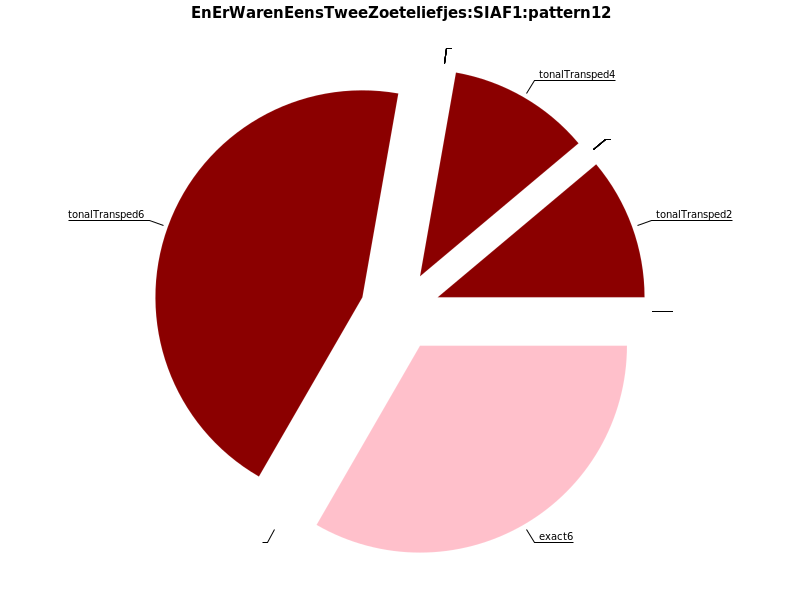 EnErWarenEensTweeZoeteliefjes:SIAF1:pattern12
tonalTransped4
tonalTransped6
tonalTransped2
exact6